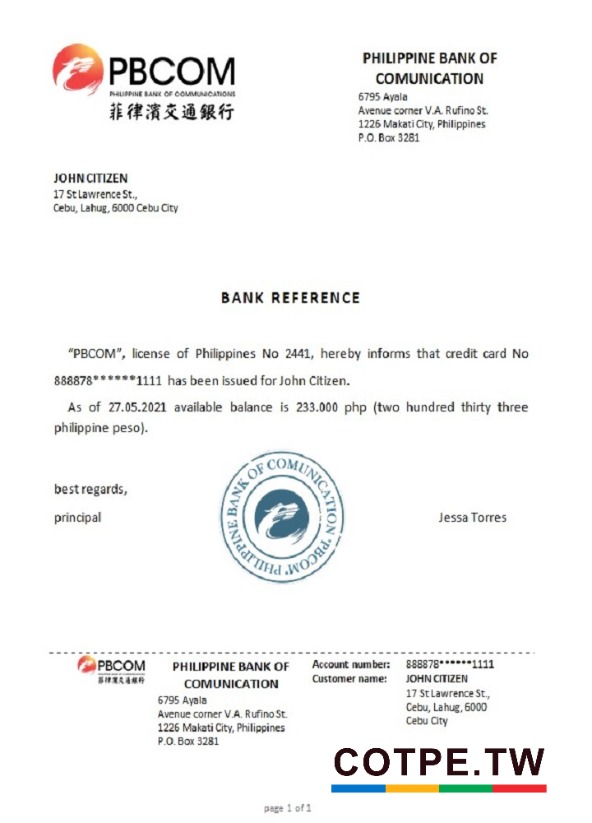 PBCOM
PHILIPPINE BANK OF COMMUNICATIONS
菲律濱交通銀行
PHILIPPINE BANK OF
COMUNICATION
6795 Ayala
Avenue corner V.A. Rufino St.
1226 Makati City, Philippines
P.O. Box 3281
JOHN CITIZEN
17 St Lawrence St.,
Cebu, Lahug, 6000 Cebu City
BANK REFERENCE
"PBCOM", license of Philippines No 2441, hereby informs that credit card No
888878******1111 has been issued for John Citizen.
As of 27.05.2021 available balance is 233.000 php (two hundred thirty three
philippine peso).
best regards,
principal
PHILIPPINE BANK OF COMUNICATION "PBCOM"
Jessa Torres
PBCOM
菲律濱交通銀行
PHILIPPINE BANK OF
COMUNICATION
6795 Ayala
Avenue corner V.A. Rufino St.
1226 Makati City, Philippines
P.O. Box 3281
Account number: 888878******1111
Customer name: JOHN CITIZEN
17 St Lawrence St.,
Cebu, Lahug, 6000
Cebu City
COTPE.TW
page 1 of 1